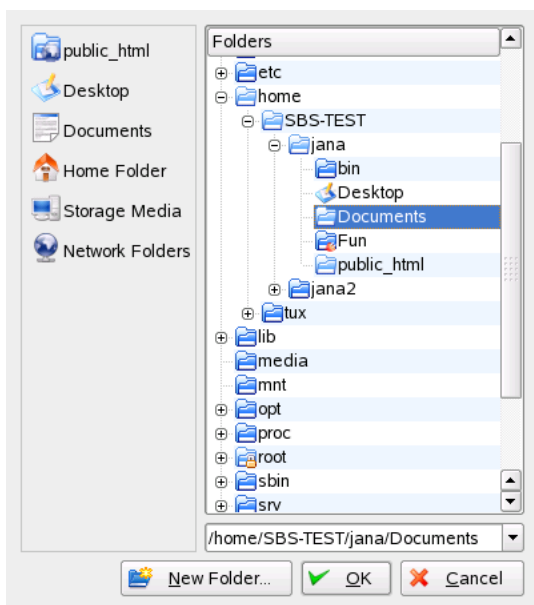 public_html
Desktop
Documents
Home Folder
Storage Media
Network Folders
Folders
etc
home
SBS-TEST
jana
bin
Desktop
Documents
Fun
public_html
jana2
tux
lib
media
mnt
opt
proc
root
sbin
srv
/home/SBS-TEST/jana/Documents
New Folder...
OK
Cancel